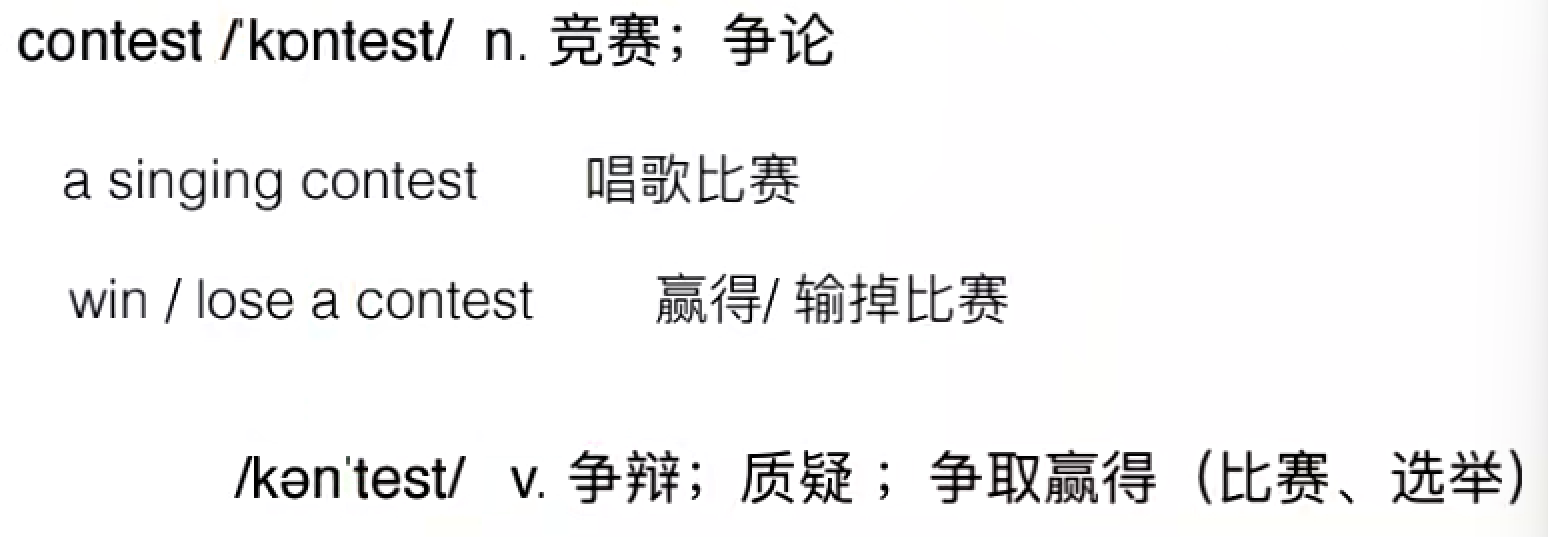 contest /ˈkɒntest/ n. 竞赛；争论
a singing contest 唱歌比赛
win / lose a contest 赢得/ 输掉比赛
/kənˈtest/ v. 争辩；质疑；争取赢得（比赛、选举）